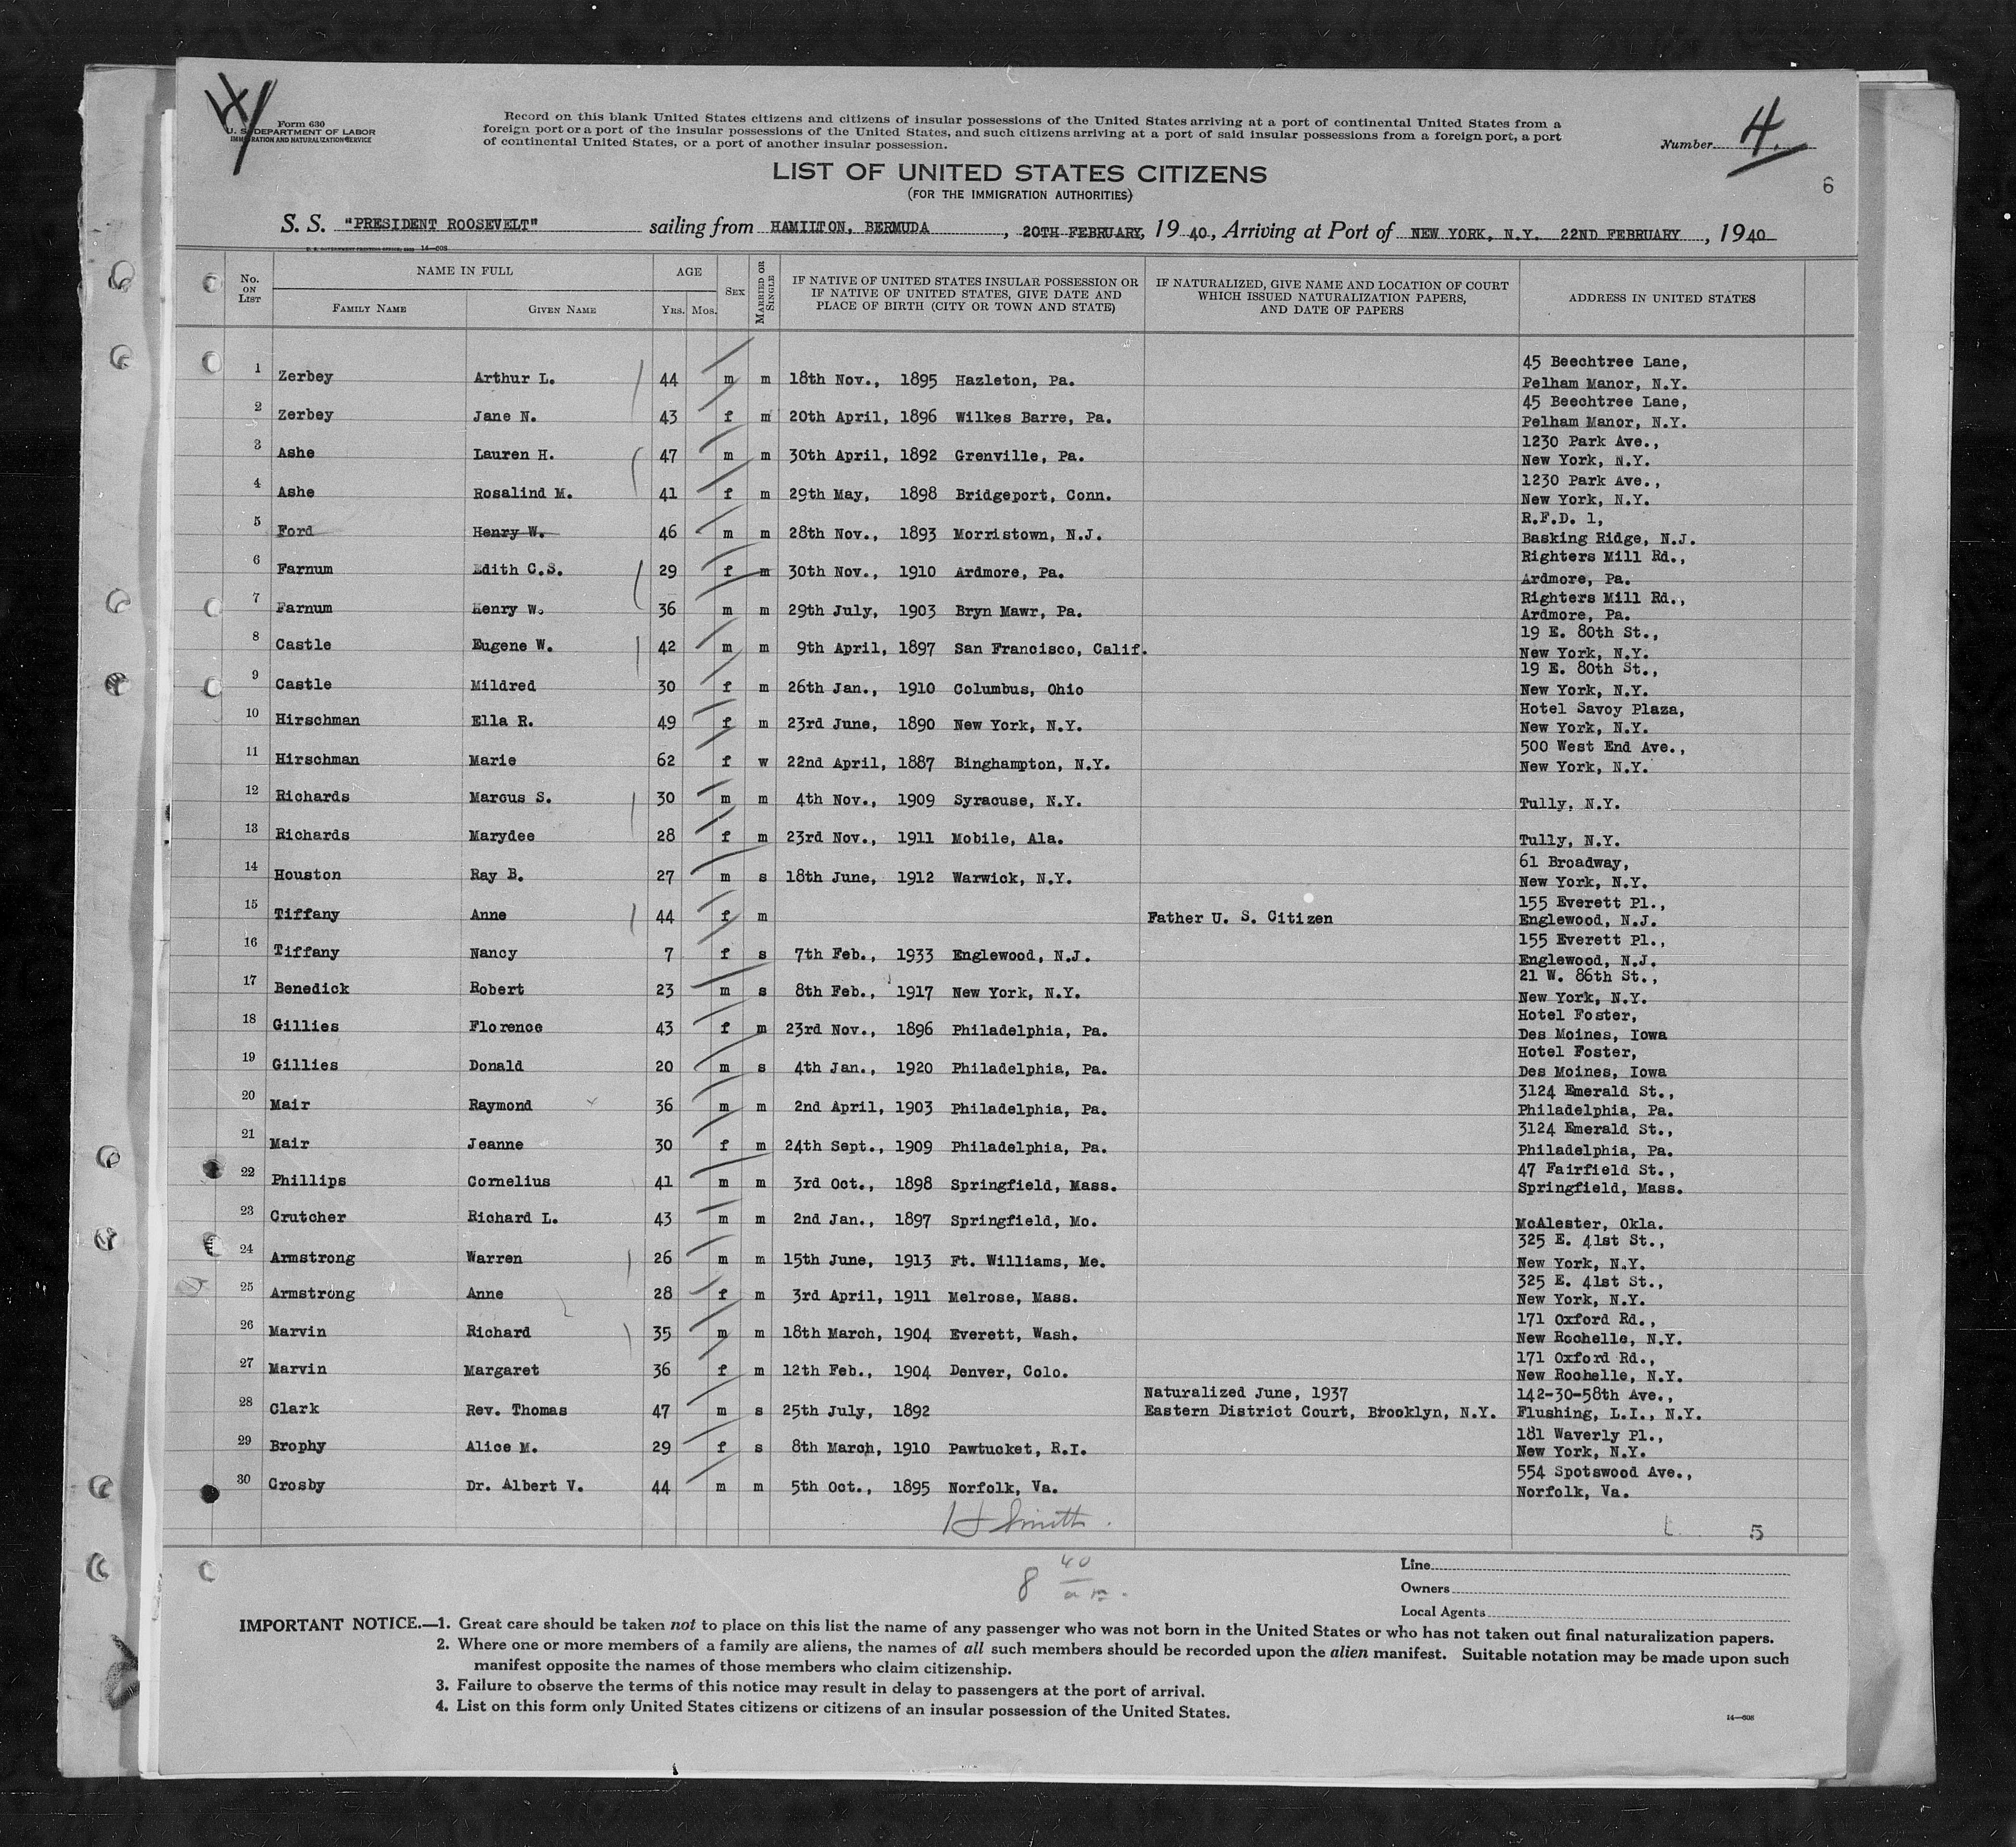 4
Form 630
U. S. DEPARTMENT OF LABOR
IMMIGRATION AND NATURALIZATION SERVICE
Record on this blank United States citizens and citizens of insular possessions of the United States arriving at a port of continental United States from a
foreign port or a port of the insular possessions of the United States, and such citizens arriving at a port of said insular possessions from a foreign port, a port
of continental United States, or a port of another insular possession.
Number 4.
6
LIST OF UNITED STATES CITIZENS
(FOR THE IMMIGRATION AUTHORITIES)
S. S. "PRESIDENT ROOSEVELT" sailing from HAMILTON, BERMUDA, 20TH FEBRUARY, 19 40., Arriving at Port of NEW YORK, N.Y. 22ND FEBRUARY, 19 40
14—608
No. ON LIST
NAME IN FULL
FAMILY NAME
GIVEN NAME
AGE
YRS. MOS.
SEX
MARRIED OR SINGLE
IF NATIVE OF UNITED STATES INSULAR POSSESSION OR
IF NATIVE OF UNITED STATES, GIVE DATE AND
PLACE OF BIRTH (CITY OR TOWN AND STATE)
IF NATURALIZED, GIVE NAME AND LOCATION OF COURT
WHICH ISSUED NATURALIZATION PAPERS,
AND DATE OF PAPERS
ADDRESS IN UNITED STATES
45 Beechtree Lane,
1 Zerbey Arthur L. 44 m m 18th Nov., 1895 Hazleton, Pa. Pelham Manor, N.Y.
45 Beechtree Lane,
2 Zerbey Jane N. 43 f m 20th April, 1896 Wilkes Barre, Pa. Pelham Manor, N.Y.
1230 Park Ave.,
3 Ashe Lauren H. 47 m m 30th April, 1892 Grenville, Pa. New York, N.Y.
1230 Park Ave.,
4 Ashe Rosalind M. 41 f m 29th May, 1898 Bridgeport, Conn. New York, N.Y.
R.F.D. 1,
5 Ford Henry W. 46 m m 28th Nov., 1893 Morristown, N.J. Basking Ridge, N.J.
Righters Mill Rd.,
6 Farnum Edith C.S. 29 f m 30th Nov., 1910 Ardmore, Pa. Ardmore, Pa.
Righters Mill Rd.,
7 Farnum Henry W. 36 m m 29th July, 1903 Bryn Mawr, Pa. Ardmore, Pa.
19 E. 80th St.,
8 Castle Eugene W. 42 m m 9th April, 1897 San Francisco, Calif. New York, N.Y.
19 E. 80th St.,
9 Castle Mildred 30 f m 26th Jan., 1910 Columbus, Ohio New York, N.Y.
Hotel Savoy Plaza,
10 Hirschman Ella R. 49 f m 23rd June, 1890 New York, N.Y. New York, N.Y.
500 West End Ave.,
11 Hirschman Marie 62 f w 22nd April, 1887 Binghampton, N.Y. New York, N.Y.
12 Richards Marcus S. 30 m m 4th Nov., 1909 Syracuse, N.Y. Tully, N.Y.
13 Richards Marydee 28 f m 23rd Nov., 1911 Mobile, Ala. Tully, N.Y.
61 Broadway,
14 Houston Ray B. 27 m s 18th June, 1912 Warwick, N.Y. New York, N.Y.
155 Everett Pl.,
15 Tiffany Anne 44 f m Father U. S. Citizen Englewood, N.J.
155 Everett Pl.,
16 Tiffany Nancy 7 f s 7th Feb., 1933 Englewood, N.J. Englewood, N.J.
21 W. 86th St.,
17 Benedick Robert 23 m s 8th Feb., 1917 New York, N.Y. New York, N.Y.
Hotel Foster,
18 Gillies Florence 43 f m 23rd Nov., 1896 Philadelphia, Pa. Des Moines, Iowa
Hotel Foster,
19 Gillies Donald 20 m s 4th Jan., 1920 Philadelphia, Pa. Des Moines, Iowa
3124 Emerald St.,
20 Mair Raymond 36 m m 2nd April, 1903 Philadelphia, Pa. Philadelphia, Pa.
3124 Emerald St.,
21 Mair Jeanne 30 f m 24th Sept., 1909 Philadelphia, Pa. Philadelphia, Pa.
47 Fairfield St.,
22 Phillips Cornelius 41 m m 3rd Oct., 1898 Springfield, Mass. Springfield, Mass.
23 Crutcher Richard L. 43 m m 2nd Jan., 1897 Springfield, Mo. McAlester, Okla.
325 E. 41st St.,
24 Armstrong Warren 26 m m 15th June, 1913 Ft. Williams, Me. New York, N.Y.
325 E. 41st St.,
25 Armstrong Anne 28 f m 3rd April, 1911 Melrose, Mass. New York, N.Y.
171 Oxford Rd.,
26 Marvin Richard 35 m m 18th March, 1904 Everett, Wash. New Rochelle, N.Y.
171 Oxford Rd.,
27 Marvin Margaret 36 f m 12th Feb., 1904 Denver, Colo. New Rochelle, N.Y.
Naturalized June, 1937 142-30-58th Ave.,
28 Clark Rev. Thomas 47 m s 25th July, 1892 Eastern District Court, Brooklyn, N.Y. Flushing, L.I., N.Y.
181 Waverly Pl.,
29 Brophy Alice M. 29 f s 8th March, 1910 Pawtucket, R.I. New York, N.Y.
554 Spotswood Ave.,
30 Crosby Dr. Albert V. 44 m m 5th Oct., 1895 Norfolk, Va. Norfolk, Va.
H Smith.
5
8 40 am.
Line
Owners
Local Agents
IMPORTANT NOTICE.—1. Great care should be taken not to place on this list the name of any passenger who was not born in the United States or who has not taken out final naturalization papers.
2. Where one or more members of a family are aliens, the names of all such members should be recorded upon the alien manifest. Suitable notation may be made upon such
manifest opposite the names of those members who claim citizenship.
3. Failure to observe the terms of this notice may result in delay to passengers at the port of arrival.
4. List on this form only United States citizens or citizens of an insular possession of the United States.
14—608